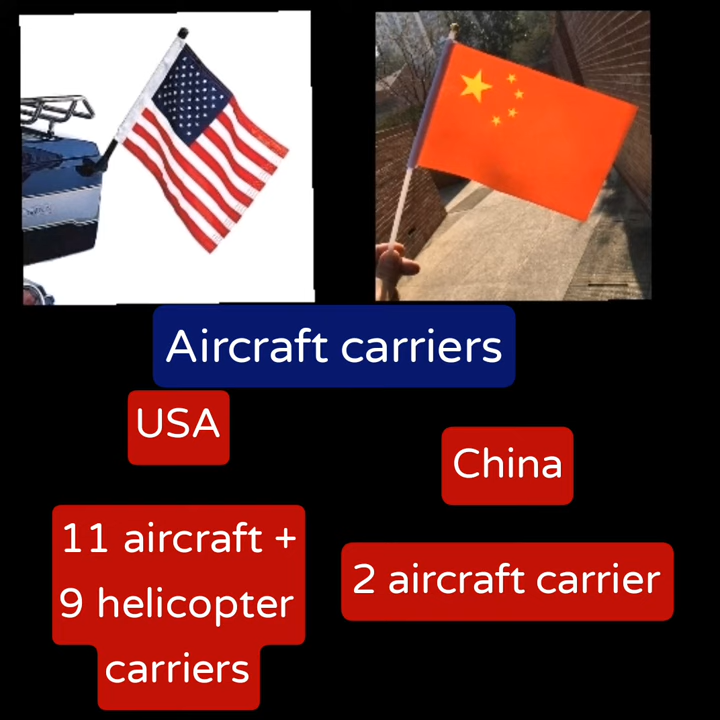 Aircraft carriers
USA
China
11 aircraft +
9 helicopter
carriers
2 aircraft carrier